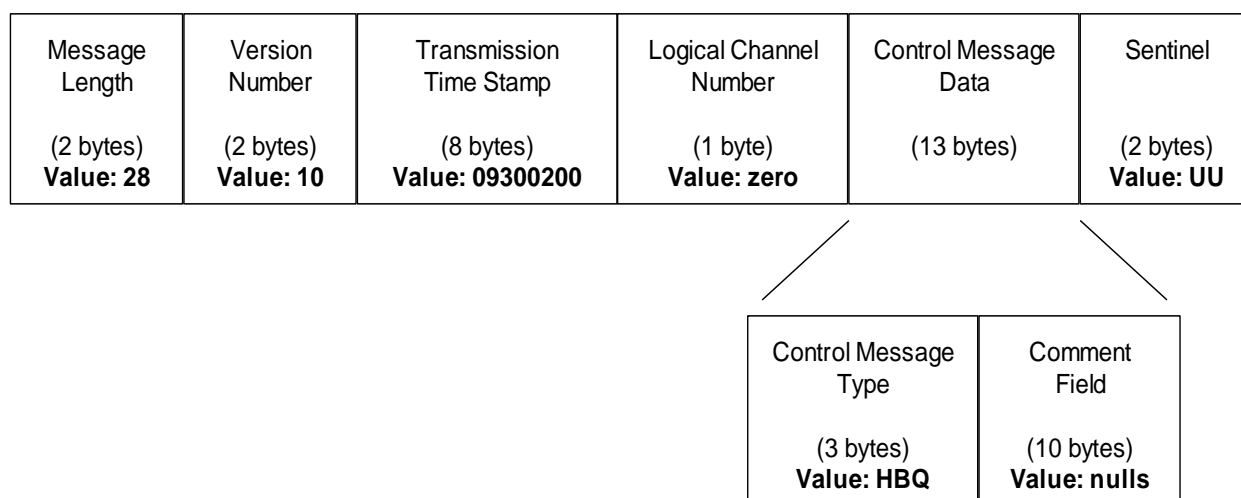 Message Length
(2 bytes)
Value: 28
Version Number
(2 bytes)
Value: 10
Transmission Time Stamp
(8 bytes)
Value: 09300200
Logical Channel Number
(1 byte)
Value: zero
Control Message Data
(13 bytes)
Sentinel
(2 bytes)
Value: UU
Control Message Type
(3 bytes)
Value: HBQ
Comment Field
(10 bytes)
Value: nulls